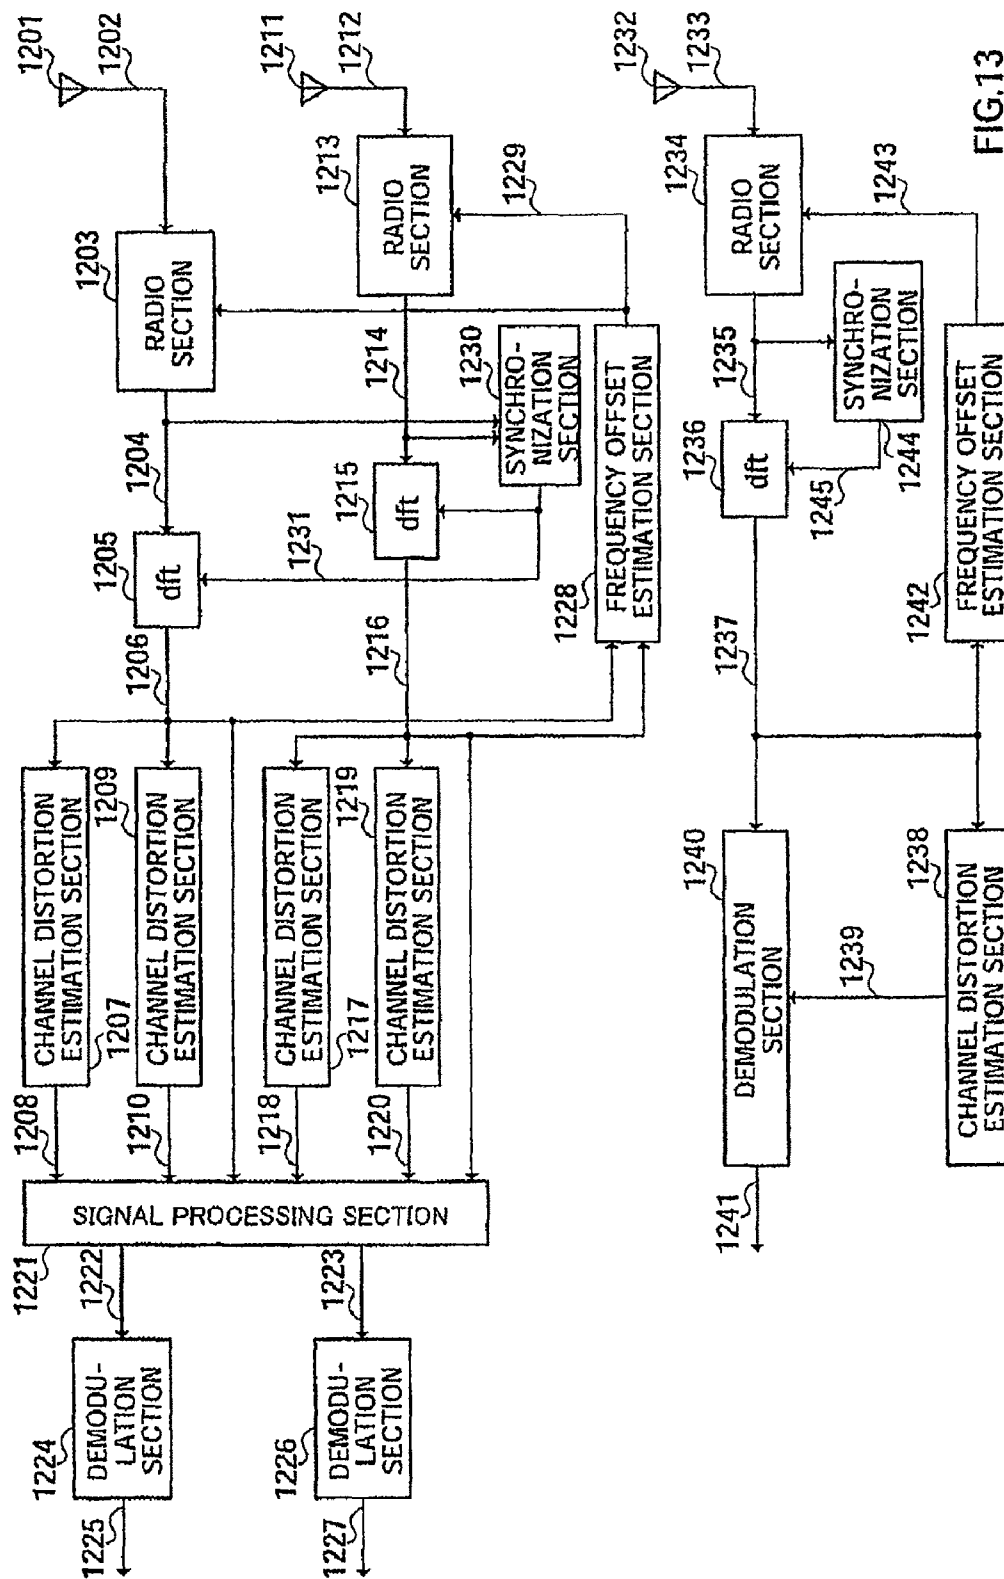 1201
1202
1203
RADIO
SECTION
1204
1205
dft
1206
CHANNEL DISTORTION
ESTIMATION SECTION
1207
1208
1209
CHANNEL DISTORTION
ESTIMATION SECTION
1210
1211
1212
1213
RADIO
SECTION
1229
1214
1230
SYNCHRO-
NIZATION
SECTION
1215
dft
1231
1216
1228
FREQUENCY OFFSET
ESTIMATION SECTION
CHANNEL DISTORTION
ESTIMATION SECTION
1217
1218
1219
CHANNEL DISTORTION
ESTIMATION SECTION
1220
SIGNAL PROCESSING SECTION
1221
1222
1223
1224
DEMODU-
LATION
SECTION
1225
1226
DEMODU-
LATION
SECTION
1227
1232
1233
1234
RADIO
SECTION
1243
1235
SYNCHRO-
NIZATION
SECTION
1244
1236
dft
1245
1237
1242
FREQUENCY OFFSET
ESTIMATION SECTION
1240
DEMODULATION
SECTION
1241
1239
1238
CHANNEL DISTORTION
ESTIMATION SECTION
FIG.13